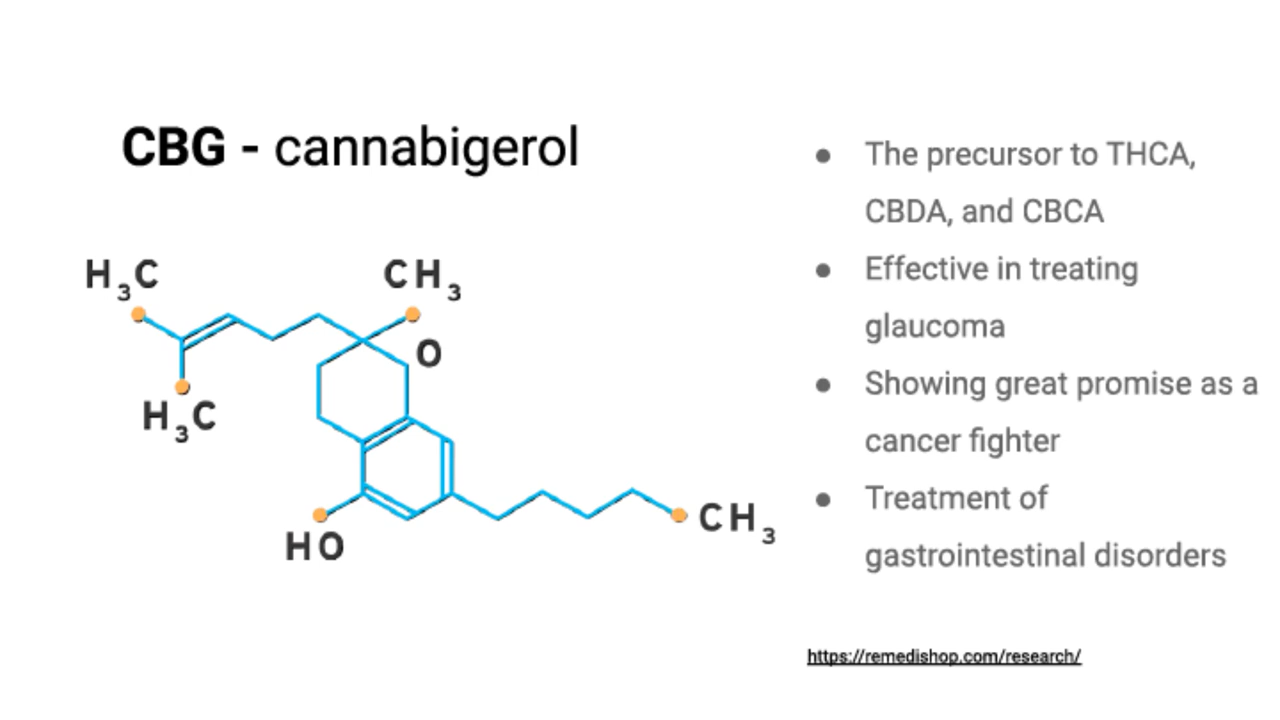 CBG - cannabigerol
H3C
CH3
O
H3C
HO
CH3
● The precursor to THCA,
CBDA, and CBCA
● Effective in treating
glaucoma
● Showing great promise as a
cancer fighter
● Treatment of
gastrointestinal disorders
https://remedishop.com/research/